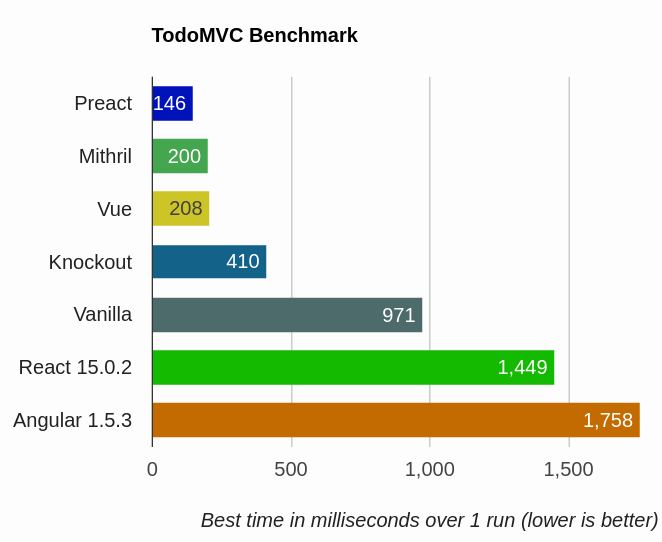 TodoMVC Benchmark
Preact 146
Mithril 200
Vue 208
Knockout 410
Vanilla 971
React 15.0.2 1,449
Angular 1.5.3 1,758
0 500 1,000 1,500
Best time in milliseconds over 1 run (lower is better)